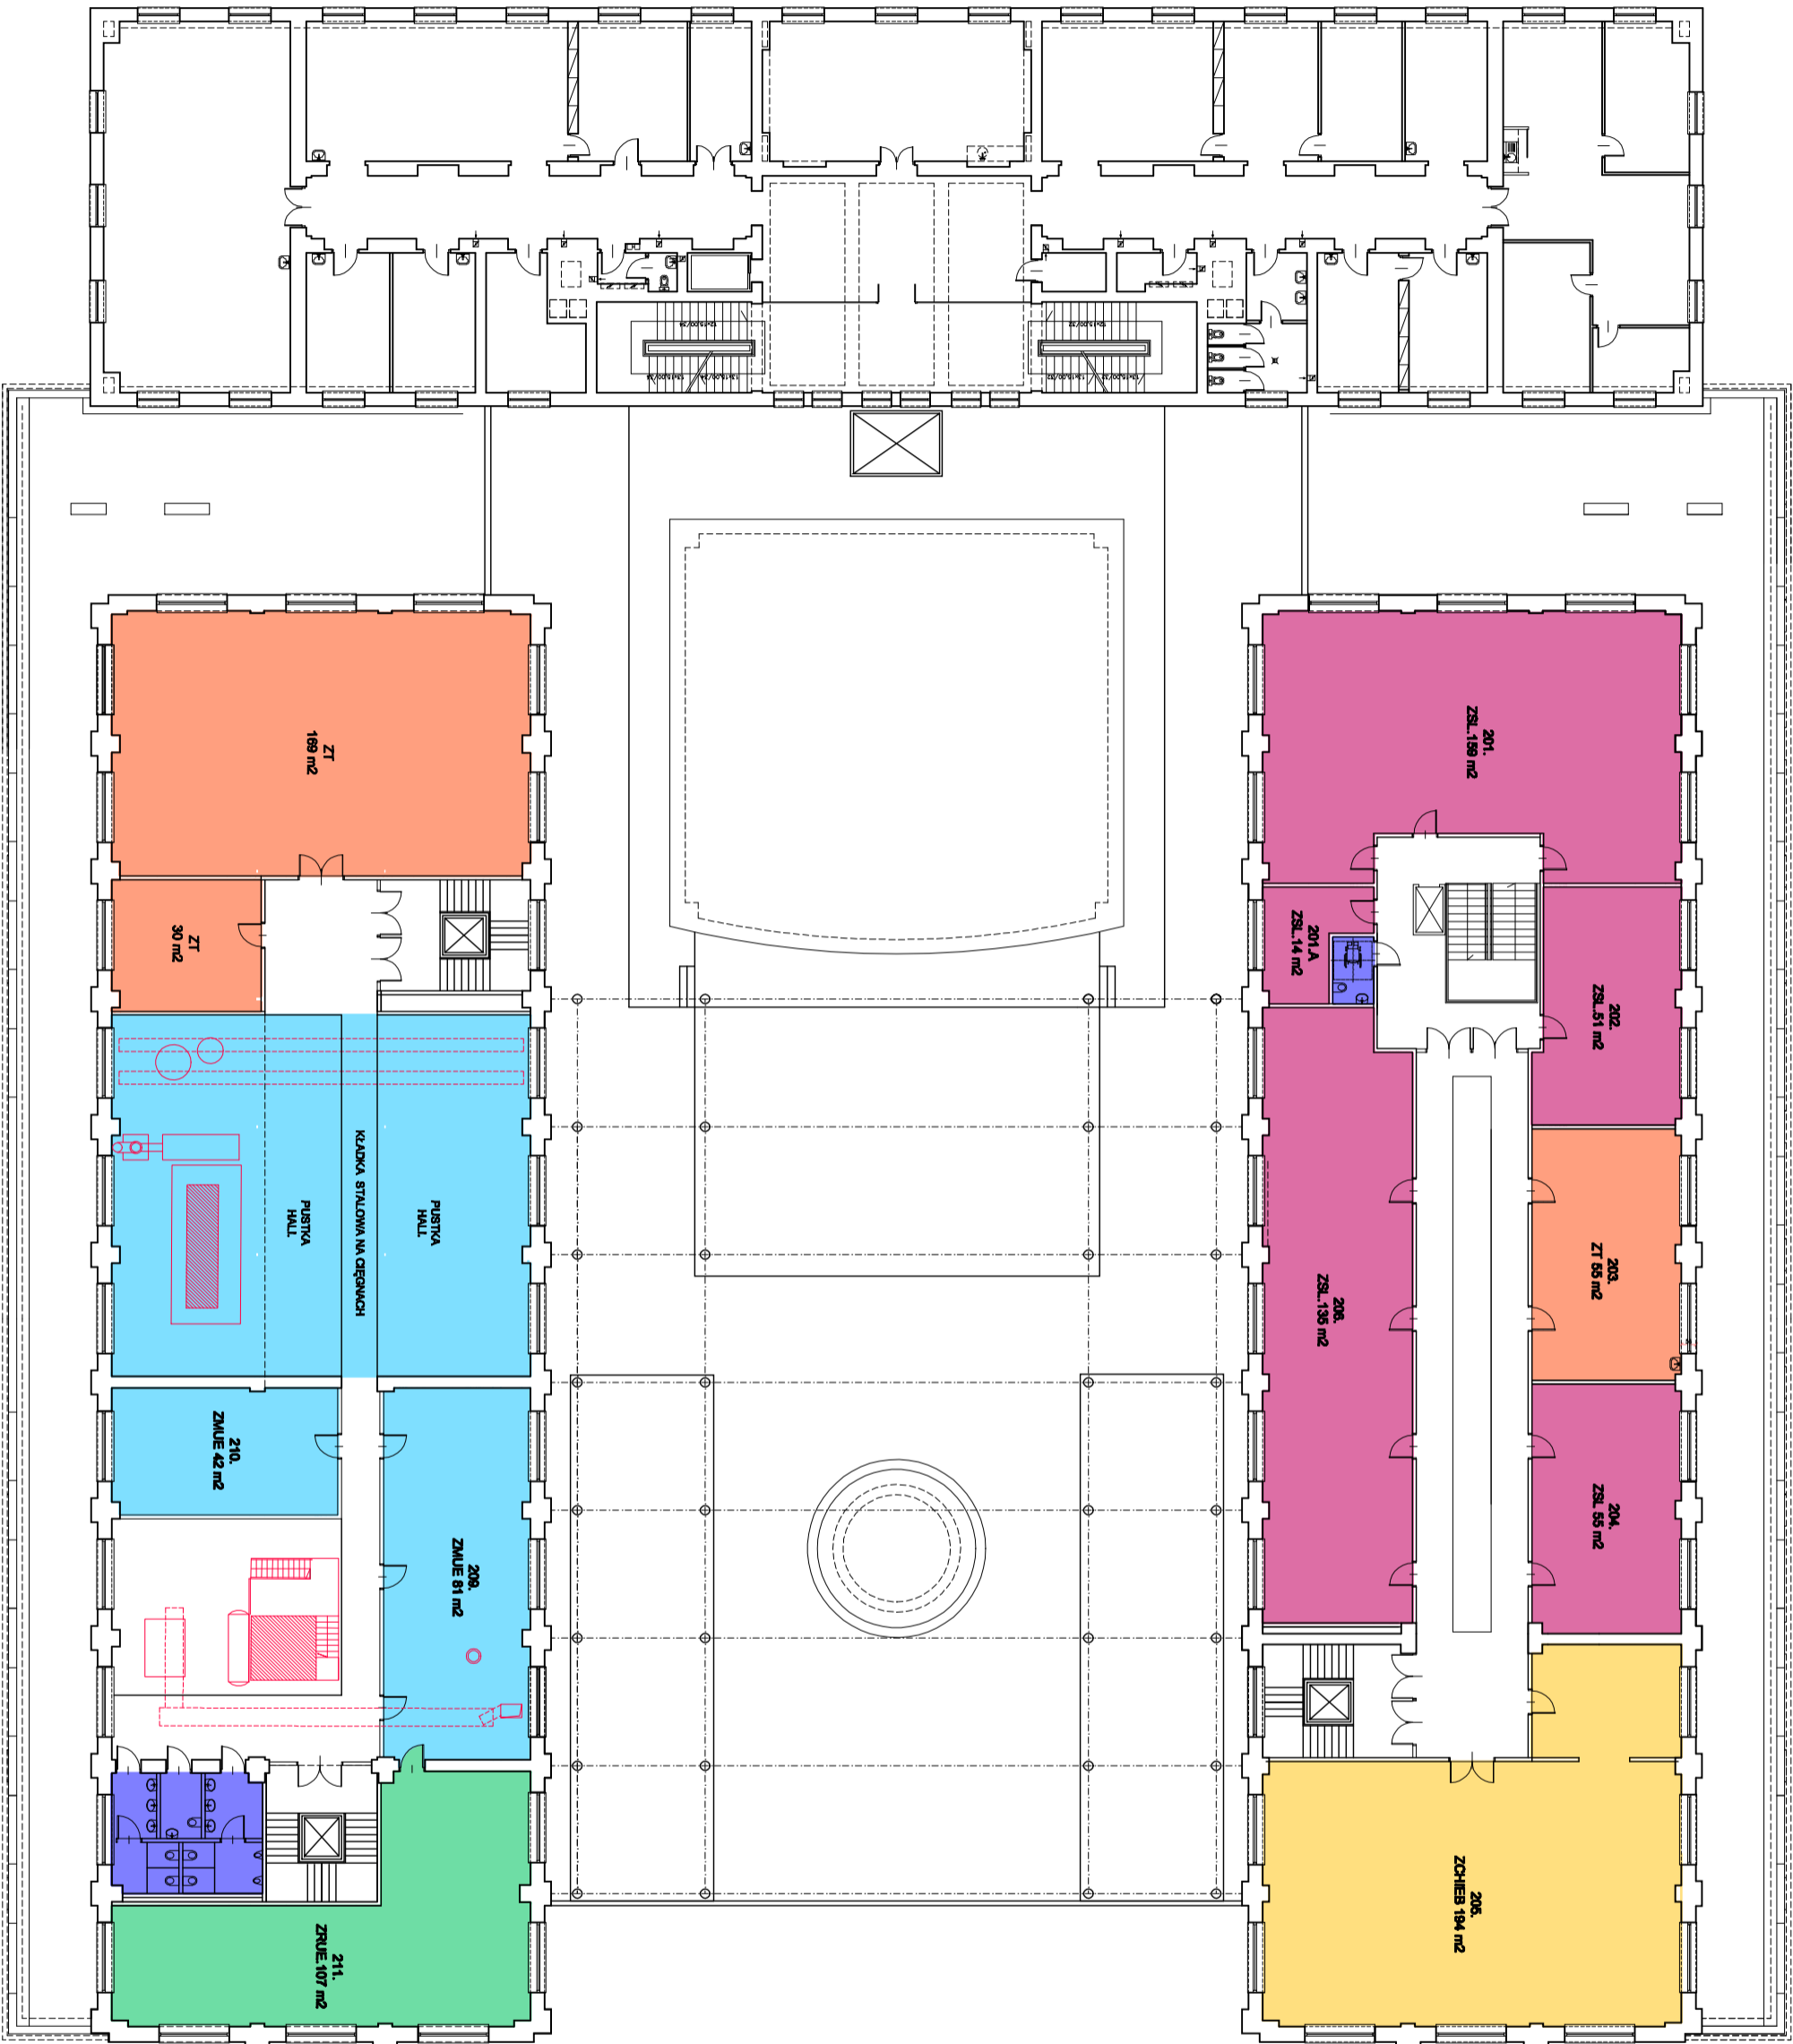 ZT
169 m2
ZT
30 m2
PUSTKA
HALL
KŁADKA STALOWA NA CIĘGNACH
PUSTKA
HALL
210.
ZMUE 42 m2
209.
ZMUE 81 m2
211.
ZRUE.107 m2
201.
ZSL.159 m2
201.A
ZSL.14 m2
202.
ZSL.51 m2
203.
ZT 55 m2
206.
ZSL.135 m2
204.
ZSL 55 m2
205.
ZCHIEB 194 m2